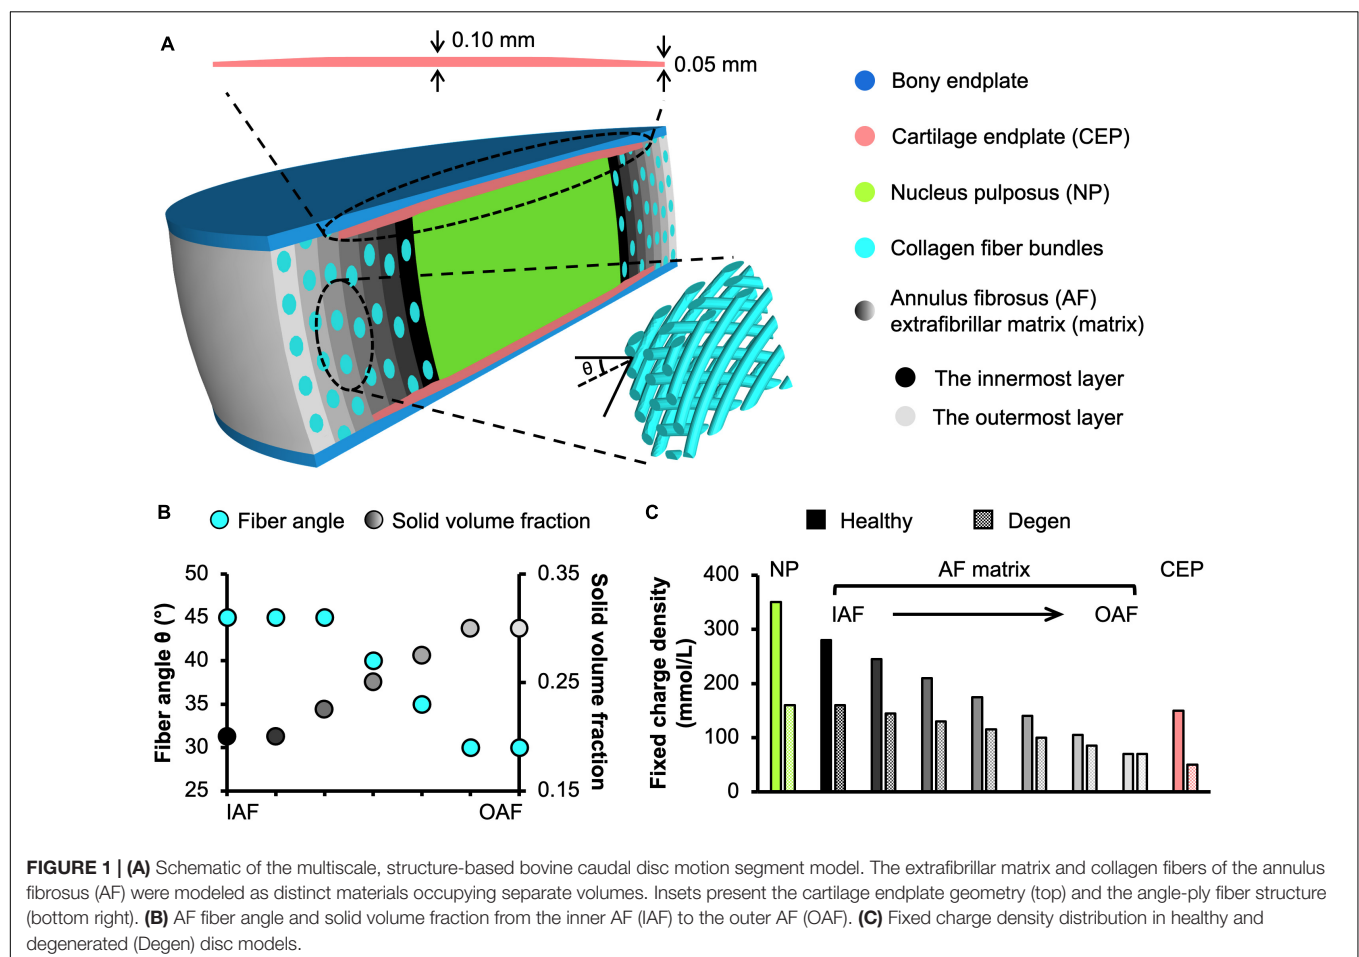 A
0.10 mm
0.05 mm
Bony endplate
Cartilage endplate (CEP)
Nucleus pulposus (NP)
Collagen fiber bundles
Annulus fibrosus (AF)
extrafibrillar matrix (matrix)
The innermost layer
The outermost layer
θ
B
Fiber angle
Solid volume fraction
Fiber angle θ (°)
50
45
40
35
30
25
0.35
0.25
0.15
Solid volume fraction
IAF
OAF
C
Healthy
Degen
Fixed charge density
(mmol/L)
400
300
200
100
0
NP
AF matrix
CEP
IAF
OAF
FIGURE 1 | (A) Schematic of the multiscale, structure-based bovine caudal disc motion segment model. The extrafibrillar matrix and collagen fibers of the annulus
fibrosus (AF) were modeled as distinct materials occupying separate volumes. Insets present the cartilage endplate geometry (top) and the angle-ply fiber structure
(bottom right). (B) AF fiber angle and solid volume fraction from the inner AF (IAF) to the outer AF (OAF). (C) Fixed charge density distribution in healthy and
degenerated (Degen) disc models.